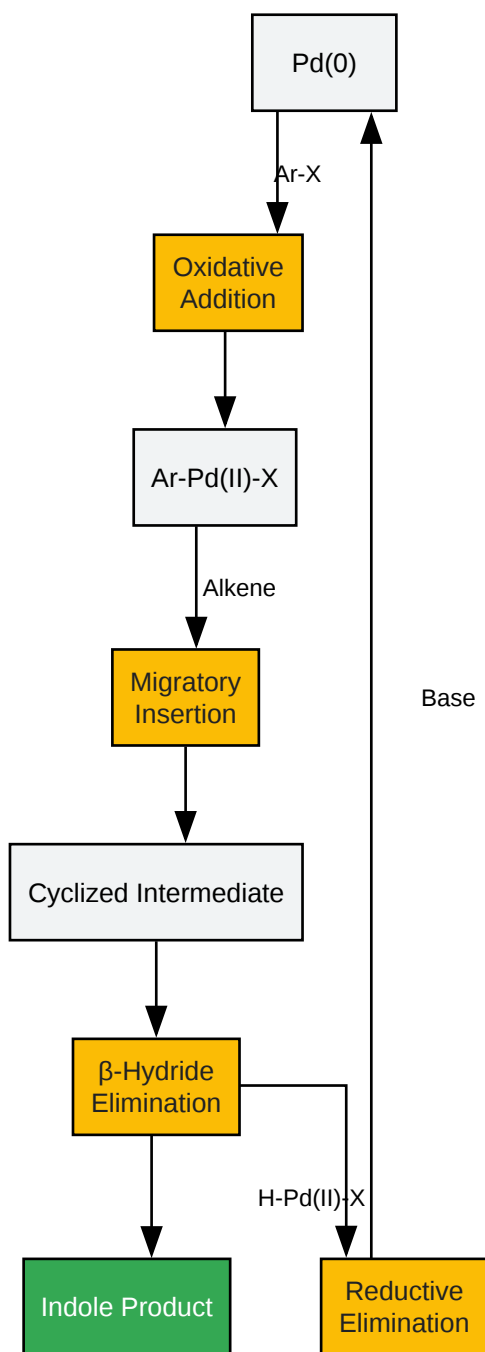 Pd(0)
Ar-X
Oxidative
Addition
Ar-Pd(II)-X
Alkene
Migratory
Insertion
Base
Cyclized Intermediate
β-Hydride
Elimination
H-Pd(II)-X
Indole Product
Reductive
Elimination